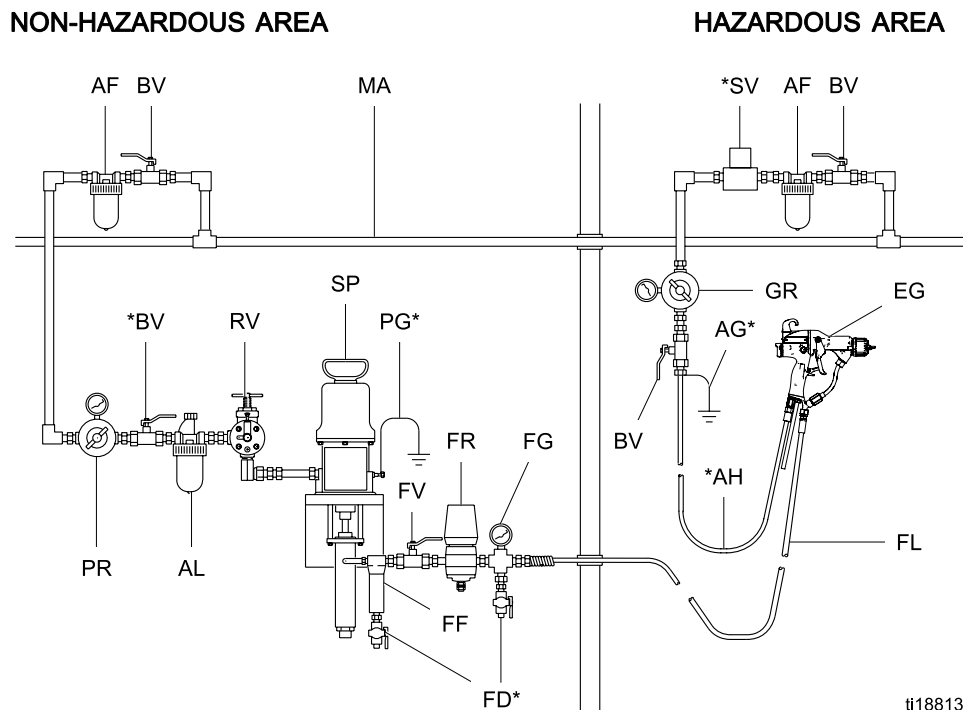 NON-HAZARDOUS AREA
HAZARDOUS AREA
AF BV MA *SV AF BV
SP
*BV RV PG*
GR EG
AG*
FR FG
FV
BV
*AH
PR AL
FL
FF
FD*
ti18813